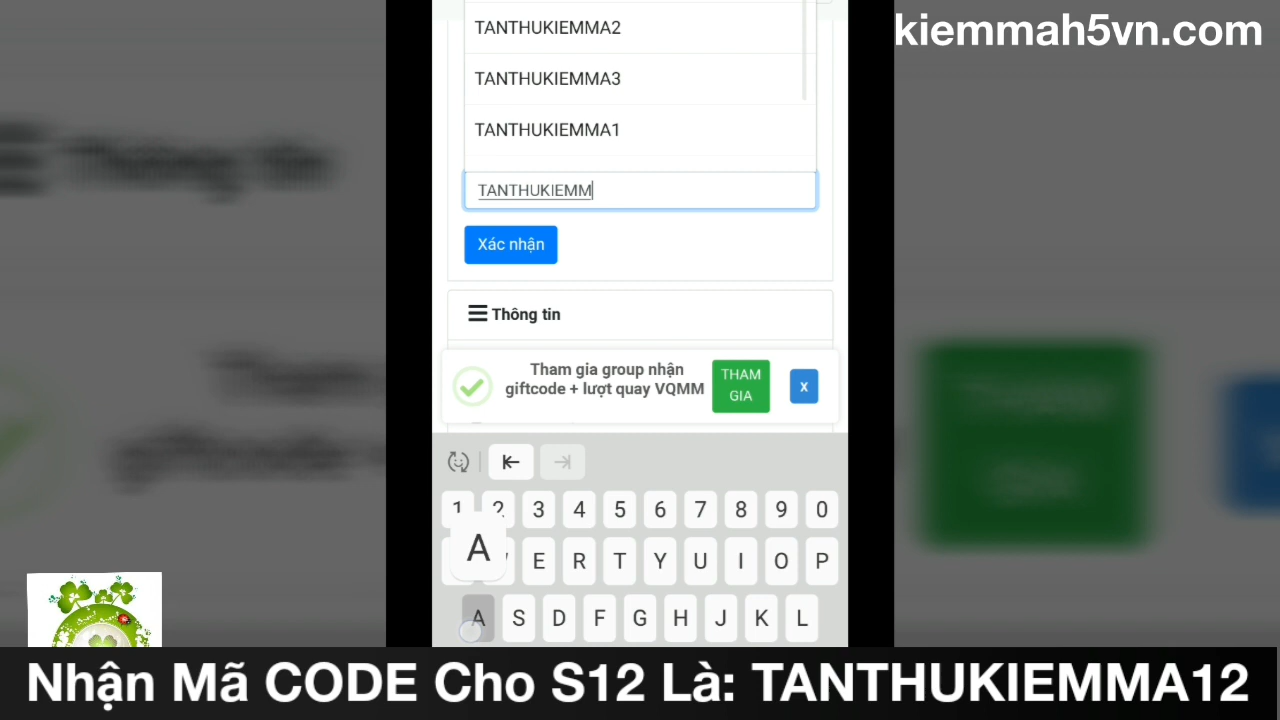 kiemmah5vn.com
TANTHUKIEMMA2
TANTHUKIEMMA3
TANTHUKIEMMA1
TANTHUKIEMM
Xác nhận
Thông tin
Tham gia group nhận
giftcode + lượt quay VQMM
THAM
GIA
x
1 2 3 4 5 6 7 8 9 0
A
E R T Y U I O P
A S D F G H J K L
Nhận Mã CODE Cho S12 Là: TANTHUKIEMMA12